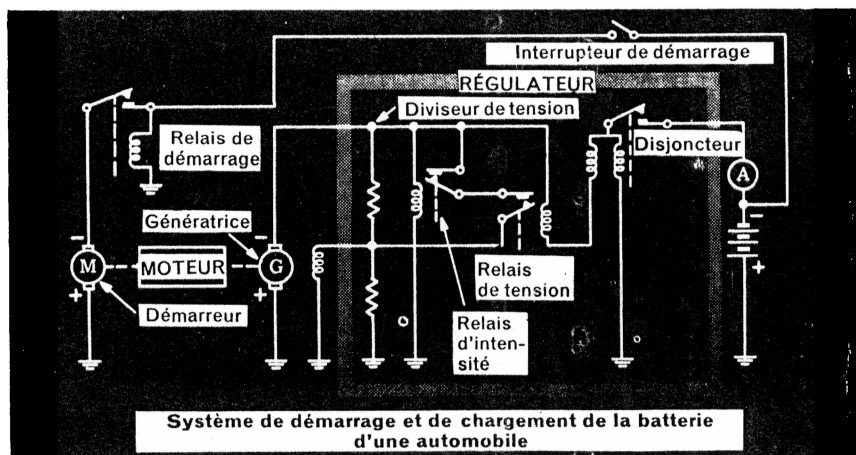 Interrupteur de démarrage
RÉGULATEUR
Diviseur de tension
Relais de
démarrage
Disjoncteur
A
Génératrice
-
-
-
M
MOTEUR
G
+
+
+
Démarreur
Relais
de tension
Relais
d'inten-
sité
Système de démarrage et de chargement de la batterie
d'une automobile